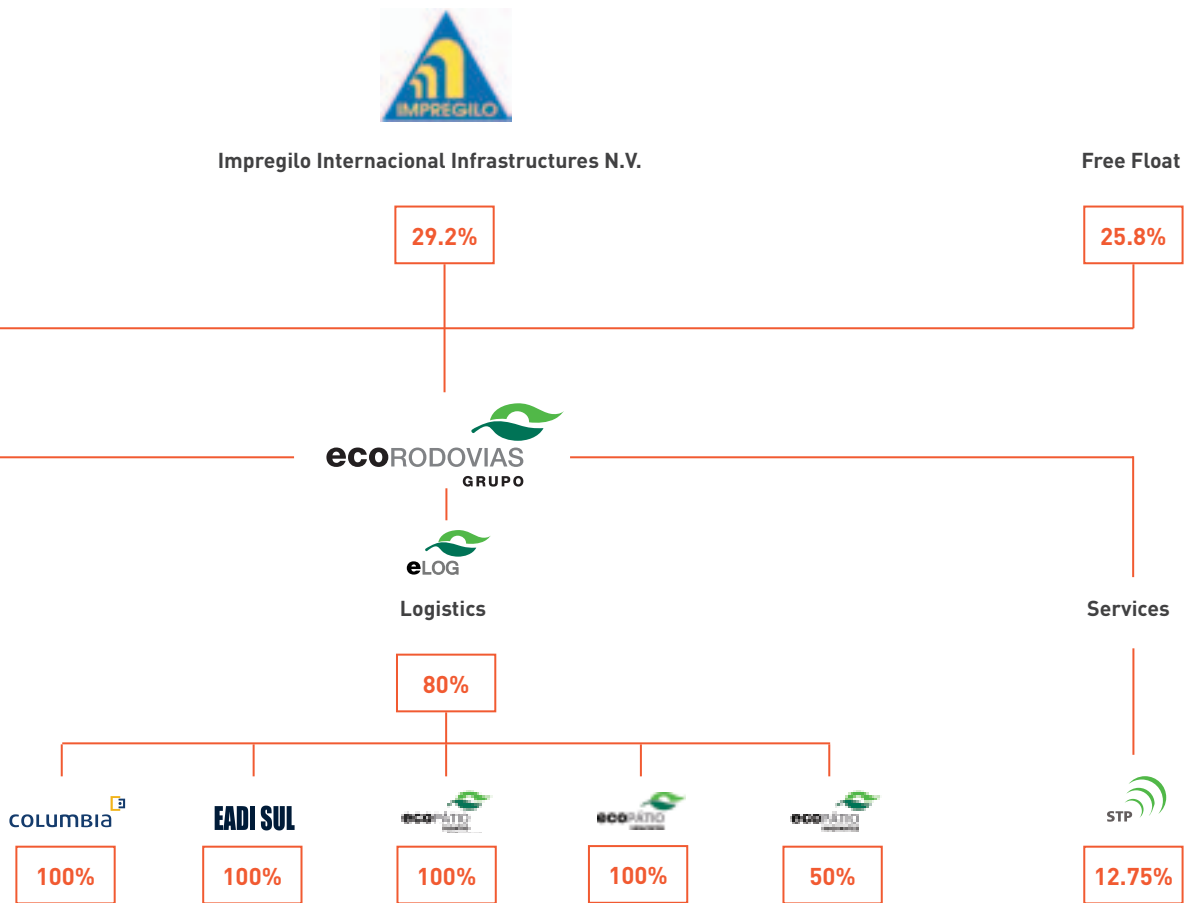 IMPREGILO
Impregilo Internacional Infrastructures N.V.
Free Float
29.2%
25.8%
ecoRODOVIAS
GRUPO
eLOG
Logistics
Services
80%
COLUMBIA
EADI SUL
ecoPÁTIO
ecoPÁTIO
ecoPÁTIO
STP
100%
100%
100%
100%
50%
12.75%